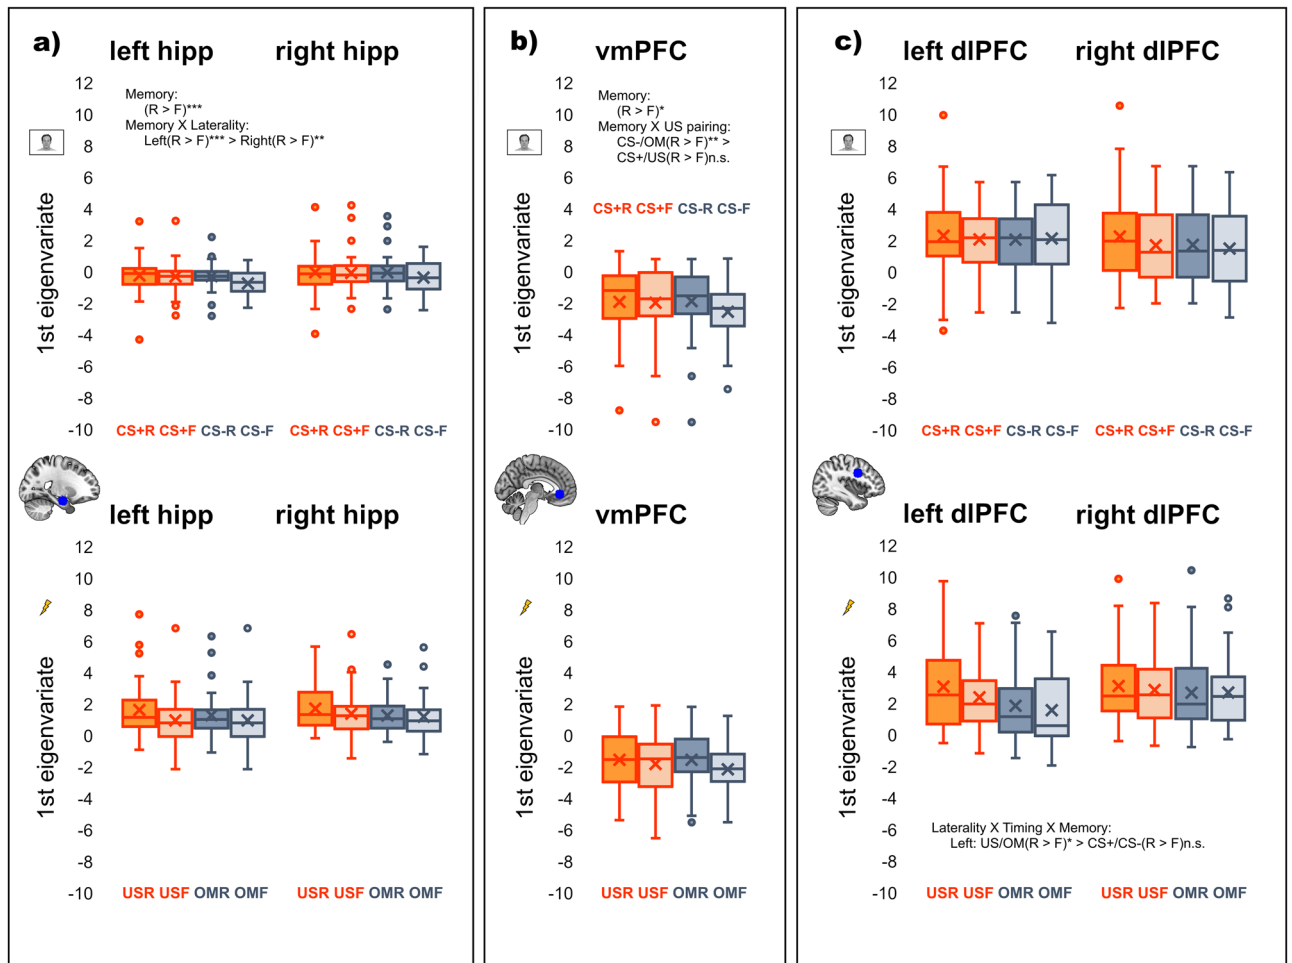 a)
left hipp right hipp
12
10
8
6
4
2
0
-2
-4
-6
-8
-10
1st eigenvariate
Memory:
(R > F)***
Memory X Laterality:
Left(R > F)*** > Right(R > F)**
CS+R CS+F CS-R CS-F CS+R CS+F CS-R CS-F
left hipp right hipp
12
10
8
6
4
2
0
-2
-4
-6
-8
-10
1st eigenvariate
USR USF OMR OMF USR USF OMR OMF
b)
vmPFC
12
10
8
6
4
2
0
-2
-4
-6
-8
-10
1st eigenvariate
Memory:
(R > F)*
Memory X US pairing:
CS-/OM(R > F)** >
CS+/US(R > F)n.s.
CS+R CS+F CS-R CS-F
vmPFC
12
10
8
6
4
2
0
-2
-4
-6
-8
-10
1st eigenvariate
USR USF OMR OMF
c)
left dlPFC right dlPFC
12
10
8
6
4
2
0
-2
-4
-6
-8
-10
1st eigenvariate
CS+R CS+F CS-R CS-F CS+R CS+F CS-R CS-F
left dlPFC right dlPFC
12
10
8
6
4
2
0
-2
-4
-6
-8
-10
1st eigenvariate
Laterality X Timing X Memory:
Left: US/OM(R > F)* > CS+/CS-(R > F)n.s.
USR USF OMR OMF USR USF OMR OMF